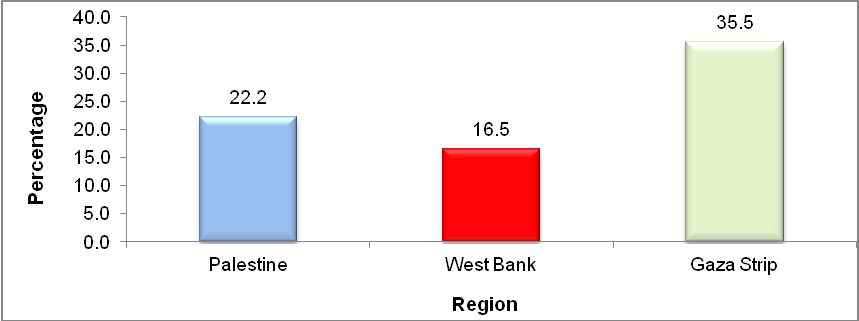 Percentage
40.0
35.0
30.0
25.0
20.0
15.0
10.0
5.0
0.0
22.2
16.5
35.5
Palestine
West Bank
Gaza Strip
Region